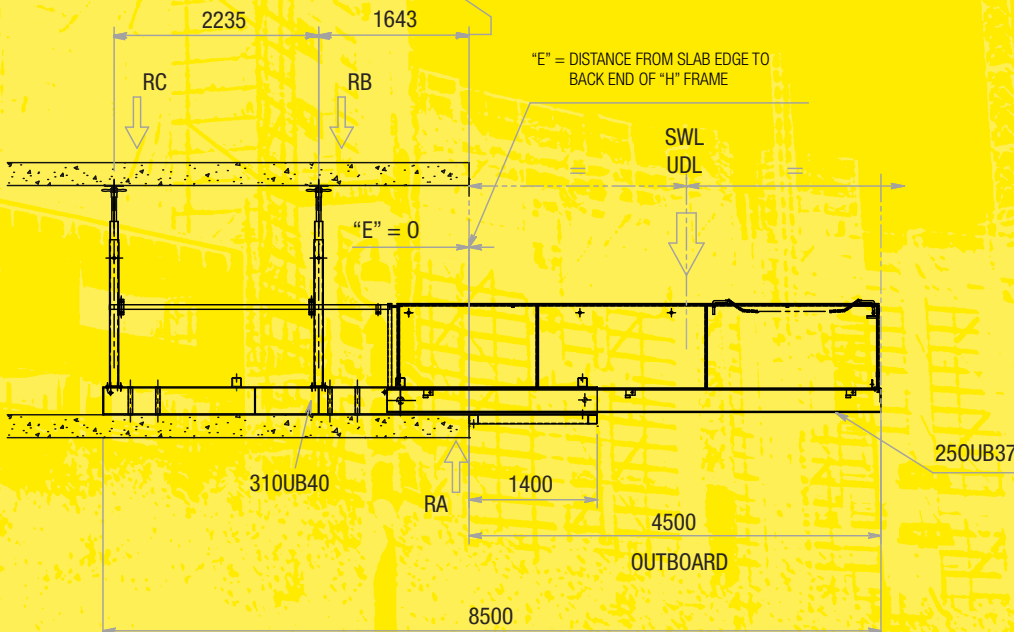 2235
1643
"E" = DISTANCE FROM SLAB EDGE TO
BACK END OF "H" FRAME
RC
RB
SWL
UDL
=
=
"E" = 0
250UB37
310UB40
RA
1400
4500
OUTBOARD
8500